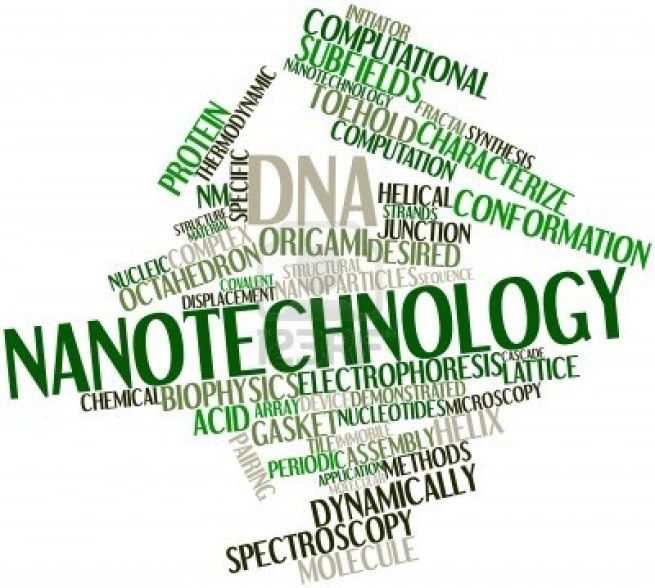 INITIATOR
COMPUTATIONAL
SUBFIELDS
NANOTECHNOLOGY
TOEHOLD
FRACTAL
SYNTHESIS
CHARACTERIZE
COMPUTATION
PROTEIN
THERMODYNAMIC
NM
SPECIFIC
DNA
HELICAL
STRANDS
JUNCTION
CONFORMATION
STRUCTURE
MATERIAL
COMPLEX
ORIGAMI
DESIRED
NUCLEIC
OCTAHEDRON
COVALENT
STRUCTURAL
DISPLACEMENT
NANOPARTICLES
SEQUENCE
NANOTECHNOLOGY
123RF
CHEMICAL
BIOPHYSICS
ELECTROPHORESIS
CASCADE
LATTICE
ACID
ARRAY
DEVICE
DEMONSTRATED
GASKET
NUCLEOTIDES
MICROSCOPY
PAIRING
TILE
IMMOBILE
HELIX
PERIODIC
ASSEMBLY
APPLICATION
METHODS
MOLECULAR
DYNAMICALLY
SPECTROSCOPY
MOLECULE